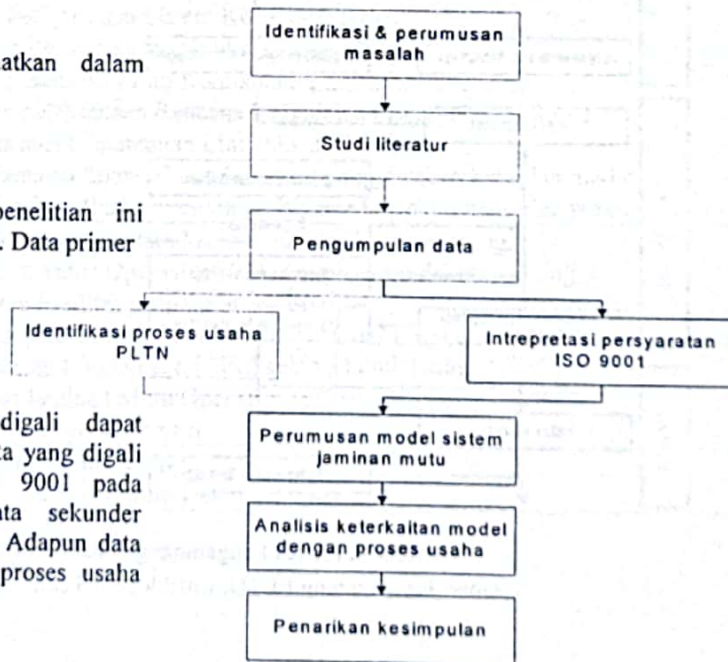 atkan dalam
penelitian ini
. Data primer
digali dapat
ta yang digali
9001 pada
ata sekunder
Adapun data
proses usaha
Identifikasi & perumusan
masalah
Studi literatur
Pengumpulan data
Identifikasi proses usaha
PLTN
Intrepretasi persyaratan
ISO 9001
Perumusan model sistem
jaminan mutu
Analisis keterkaitan model
dengan proses usaha
Penarikan kesimpulan